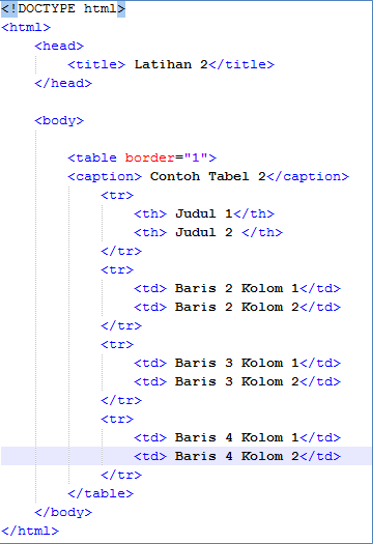 <!DOCTYPE html>
<html>
    <head>
        <title> Latihan 2</title>
    </head>

    <body>

        <table border="1">
        <caption> Contoh Tabel 2</caption>
            <tr>
                <th> Judul 1</th>
                <th> Judul 2 </th>
            </tr>
            <tr>
                <td> Baris 2 Kolom 1</td>
                <td> Baris 2 Kolom 2</td>
            </tr>
            <tr>
                <td> Baris 3 Kolom 1</td>
                <td> Baris 3 Kolom 2</td>
            </tr>
            <tr>
                <td> Baris 4 Kolom 1</td>
                <td> Baris 4 Kolom 2</td>
            </tr>
        </table>
    </body>
</html>